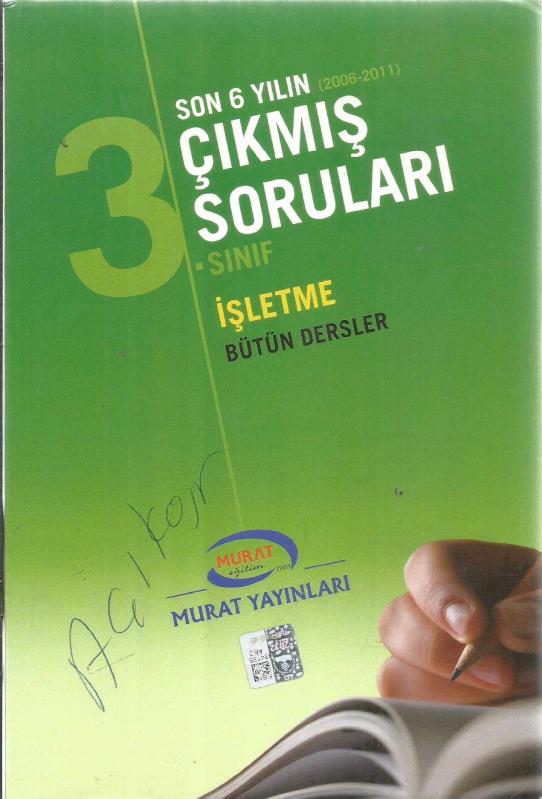 SON 6 YILIN (2006-2011)
ÇIKMIŞ
SORULARI
3
.SINIF
İŞLETME
BÜTÜN DERSLER
MURAT
eğitim
MURAT YAYINLARI